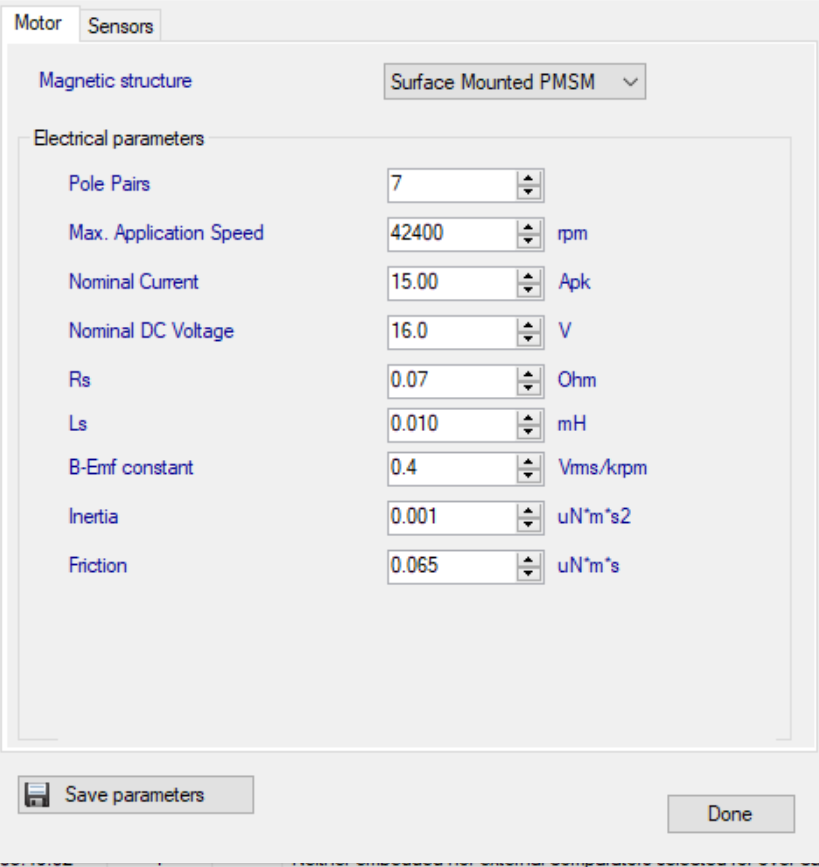 Motor Sensors
Magnetic structure Surface Mounted PMSM
Electrical parameters
Pole Pairs 7
Max. Application Speed 42400 rpm
Nominal Current 15.00 Apk
Nominal DC Voltage 16.0 V
Rs 0.07 Ohm
Ls 0.010 mH
B-Emf constant 0.4 Vrms/krpm
Inertia 0.001 uN*m*s2
Friction 0.065 uN*m*s
Save parameters
Done